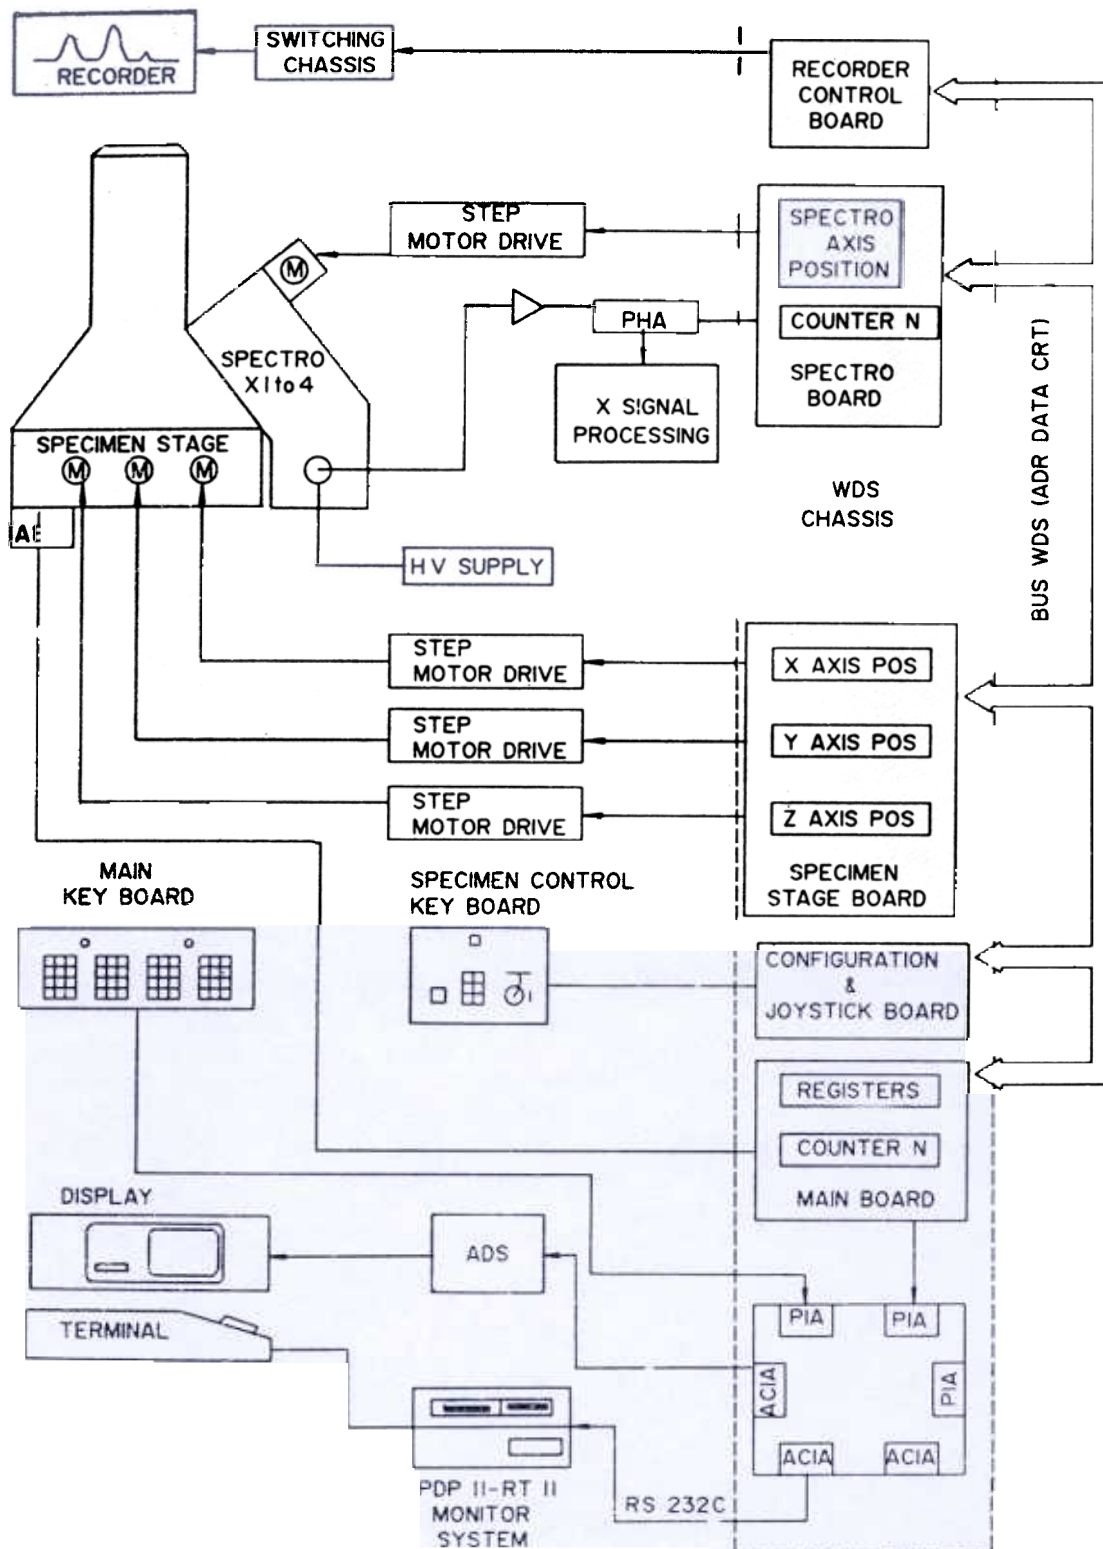 RECORDER
SWITCHING
CHASSIS
RECORDER
CONTROL
BOARD
STEP
MOTOR DRIVE
SPECTRO
AXIS
POSITION
M
PHA
COUNTER N
SPECTRO
X1 to 4
SPECTRO
BOARD
X SIGNAL
PROCESSING
SPECIMEN STAGE
M
M
M
WDS
CHASSIS
BUS WDS (ADR DATA CRT)
HV SUPPLY
STEP
MOTOR DRIVE
X AXIS POS
STEP
MOTOR DRIVE
Y AXIS POS
STEP
MOTOR DRIVE
Z AXIS POS
SPECIMEN
STAGE BOARD
MAIN
KEY BOARD
SPECIMEN CONTROL
KEY BOARD
CONFIGURATION
&
JOYSTICK BOARD
REGISTERS
COUNTER N
MAIN BOARD
DISPLAY
ADS
TERMINAL
PIA
PIA
ACIA
PIA
ACIA
ACIA
PDP 11-RT 11
MONITOR
SYSTEM
RS 232C